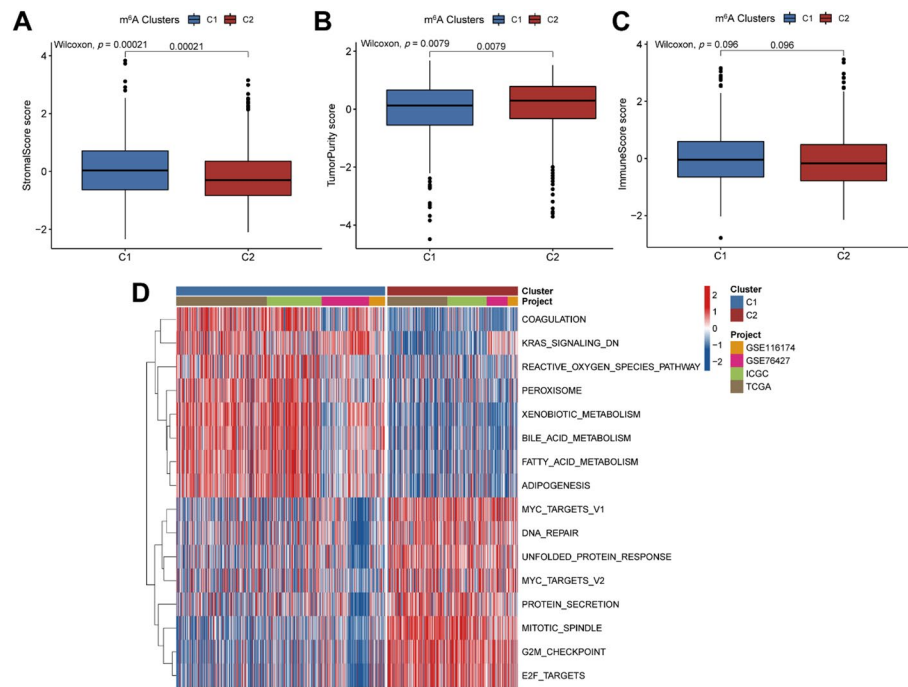 A
m⁶A Clusters C1 C2
Wilcoxon, p = 0.00021
0.00021
4
2
0
−2
StromalScore score
C1 C2
B
m⁶A Clusters C1 C2
Wilcoxon, p = 0.0079
0.0079
2
0
−2
−4
TumorPurity score
C1 C2
C
m⁶A Clusters C1 C2
Wilcoxon, p = 0.096
0.096
4
2
0
−2
ImmuneScore score
C1 C2
D
Cluster
Project
COAGULATION
KRAS_SIGNALING_DN
REACTIVE_OXYGEN_SPECIES_PATHWAY
PEROXISOME
XENOBIOTIC_METABOLISM
BILE_ACID_METABOLISM
FATTY_ACID_METABOLISM
ADIPOGENESIS
MYC_TARGETS_V1
DNA_REPAIR
UNFOLDED_PROTEIN_RESPONSE
MYC_TARGETS_V2
PROTEIN_SECRETION
MITOTIC_SPINDLE
G2M_CHECKPOINT
E2F_TARGETS
2
1
0
−1
−2
Cluster
C1
C2
Project
GSE116174
GSE76427
ICGC
TCGA